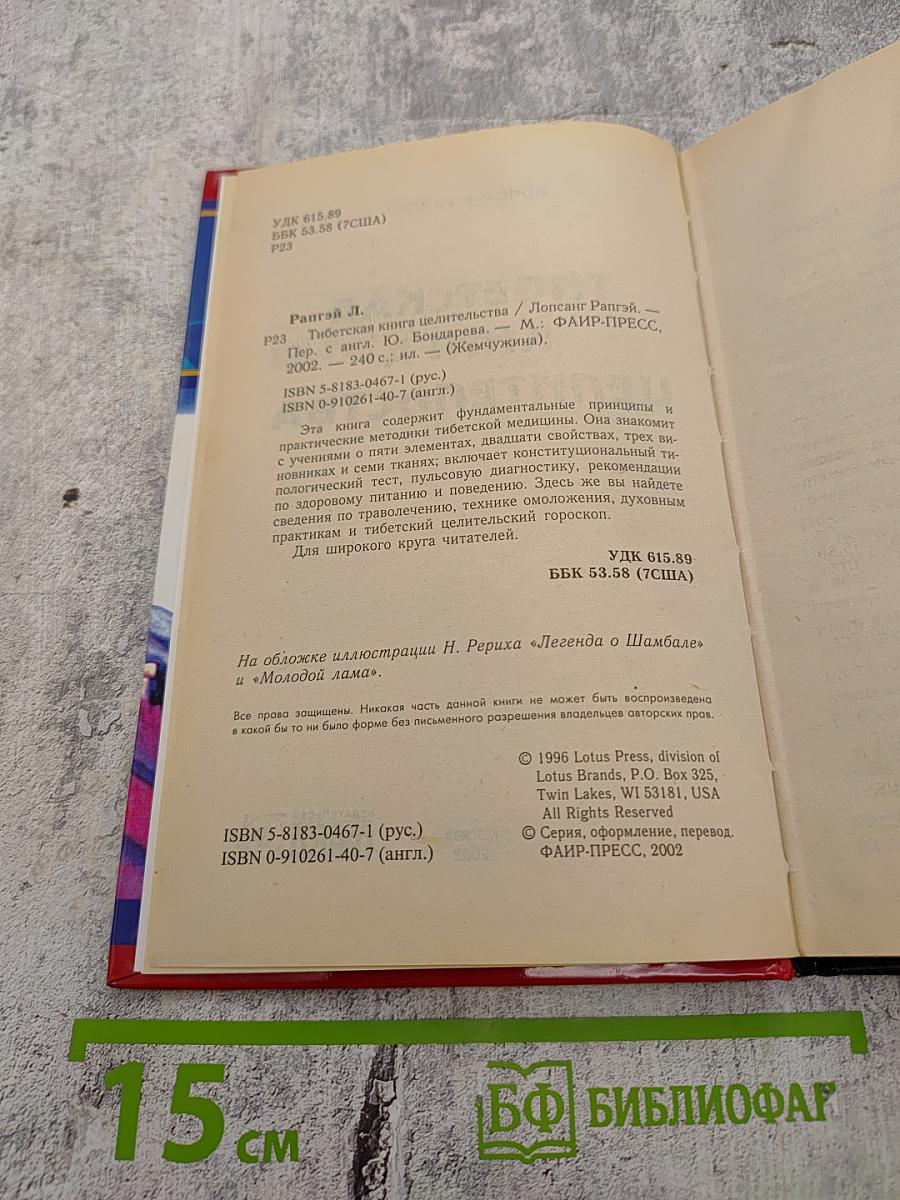 УДК 615.89
ББК 53.58 (7США)
Р23
Рапгэй Л.
Р23 Тибетская книга целительства / Лопсанг Рапгэй. —
Пер. с англ. Ю. Бондарева. — М.: ФАИР-ПРЕСС,
2002. — 240 с.: ил. — (Жемчужина).
ISBN 5-8183-0467-1 (рус.)
ISBN 0-910261-40-7 (англ.)
Эта книга содержит фундаментальные принципы и
практические методики тибетской медицины. Она знакомит
с учениями о пяти элементах, двадцати свойствах, трех ви-
новниках и семи тканях; включает конституциональный ти-
пологический тест, пульсовую диагностику, рекомендации
по здоровому питанию и поведению. Здесь же вы найдете
сведения по траволечению, технике омоложения, духовным
практикам и тибетский целительский гороскоп.
Для широкого круга читателей.
УДК 615.89
ББК 53.58 (7США)
На обложке иллюстрации Н. Рериха «Легенда о Шамбале»
и «Молодой лама».
Все права защищены. Никакая часть данной книги не может быть воспроизведена
в какой бы то ни было форме без письменного разрешения владельцев авторских прав.
© 1996 Lotus Press, division of
Lotus Brands, P.O. Box 325,
Twin Lakes, WI 53181, USA
All Rights Reserved
© Серия, оформление, перевод.
ФАИР-ПРЕСС, 2002
ISBN 5-8183-0467-1 (рус.)
ISBN 0-910261-40-7 (англ.)
15 см
БФ БИБЛИОФАГ